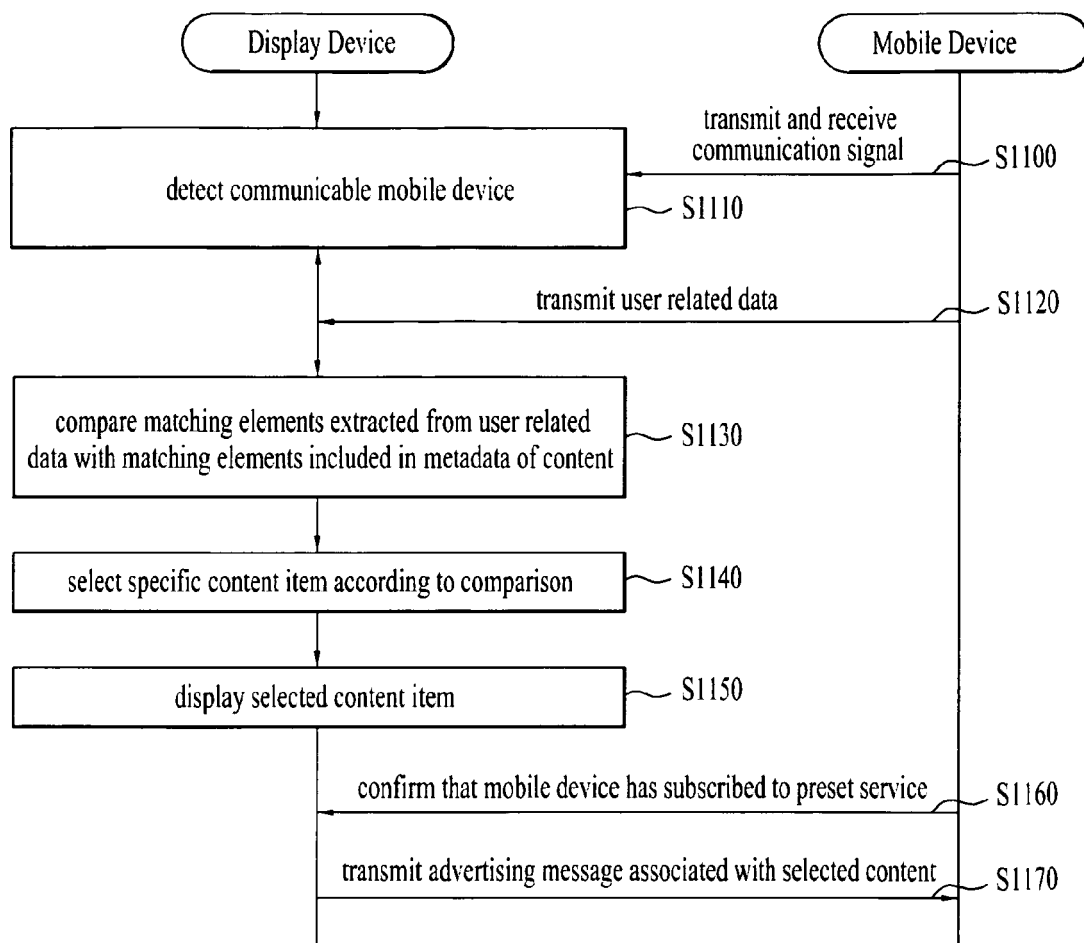 Display Device
Mobile Device
transmit and receive
communication signal
S1100
detect communicable mobile device
S1110
transmit user related data
S1120
compare matching elements extracted from user related
data with matching elements included in metadata of content
S1130
select specific content item according to comparison
S1140
display selected content item
S1150
confirm that mobile device has subscribed to preset service
S1160
transmit advertising message associated with selected content
S1170